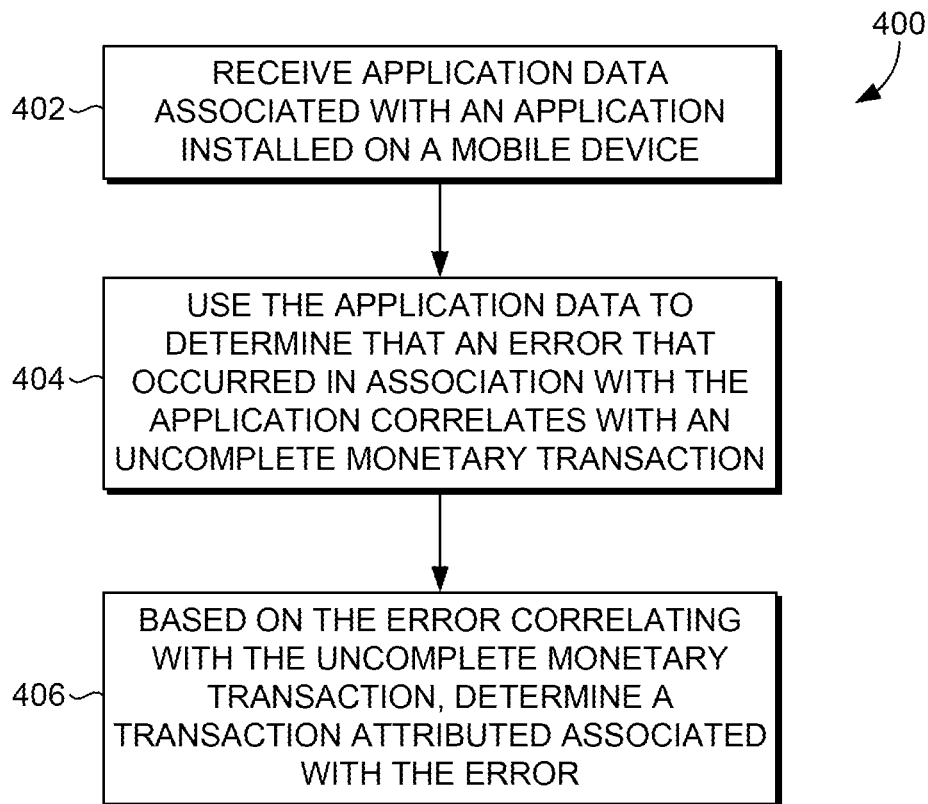 400
402
RECEIVE APPLICATION DATA
ASSOCIATED WITH AN APPLICATION
INSTALLED ON A MOBILE DEVICE
404
USE THE APPLICATION DATA TO
DETERMINE THAT AN ERROR THAT
OCCURRED IN ASSOCIATION WITH THE
APPLICATION CORRELATES WITH AN
UNCOMPLETE MONETARY TRANSACTION
406
BASED ON THE ERROR CORRELATING
WITH THE UNCOMPLETE MONETARY
TRANSACTION, DETERMINE A
TRANSACTION ATTRIBUTED ASSOCIATED
WITH THE ERROR